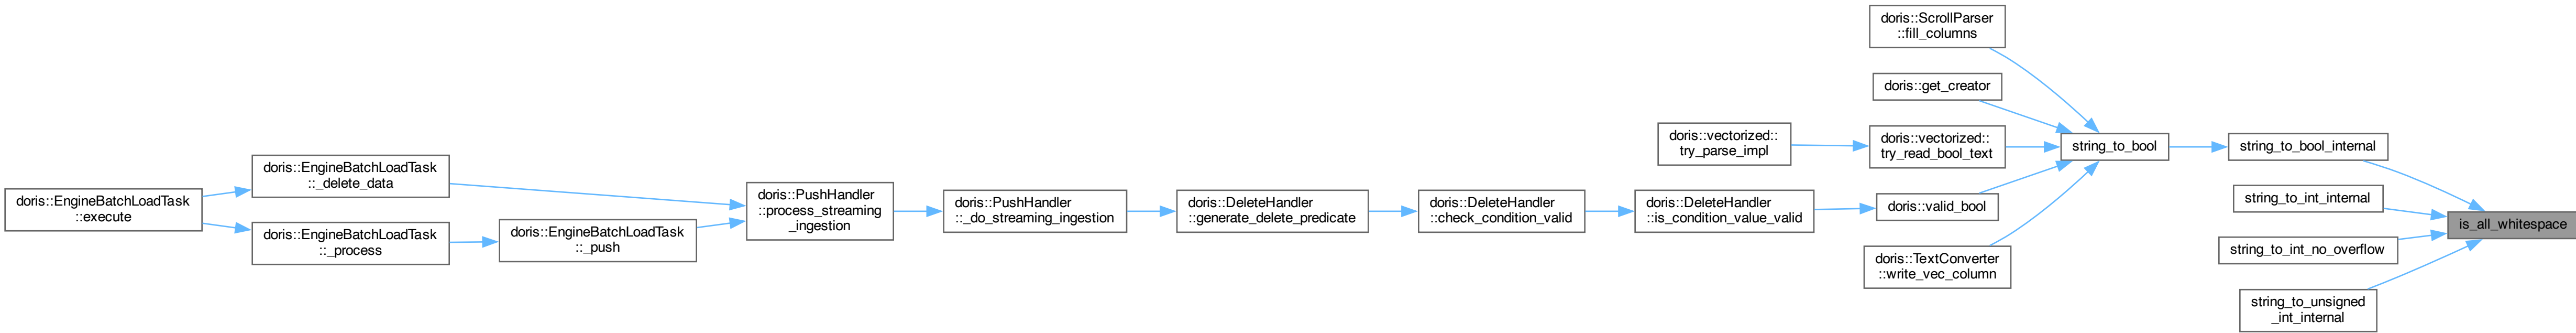 doris::EngineBatchLoadTask
::execute
doris::EngineBatchLoadTask
::_delete_data
doris::EngineBatchLoadTask
::_process
doris::EngineBatchLoadTask
::_push
doris::PushHandler
::process_streaming
_ingestion
doris::PushHandler
::_do_streaming_ingestion
doris::DeleteHandler
::generate_delete_predicate
doris::DeleteHandler
::check_condition_valid
doris::DeleteHandler
::is_condition_value_valid
doris::vectorized::
try_parse_impl
doris::ScrollParser
::fill_columns
doris::get_creator
doris::vectorized::
try_read_bool_text
doris::valid_bool
doris::TextConverter
::write_vec_column
string_to_bool
string_to_bool_internal
string_to_int_internal
string_to_int_no_overflow
string_to_unsigned
_int_internal
is_all_whitespace